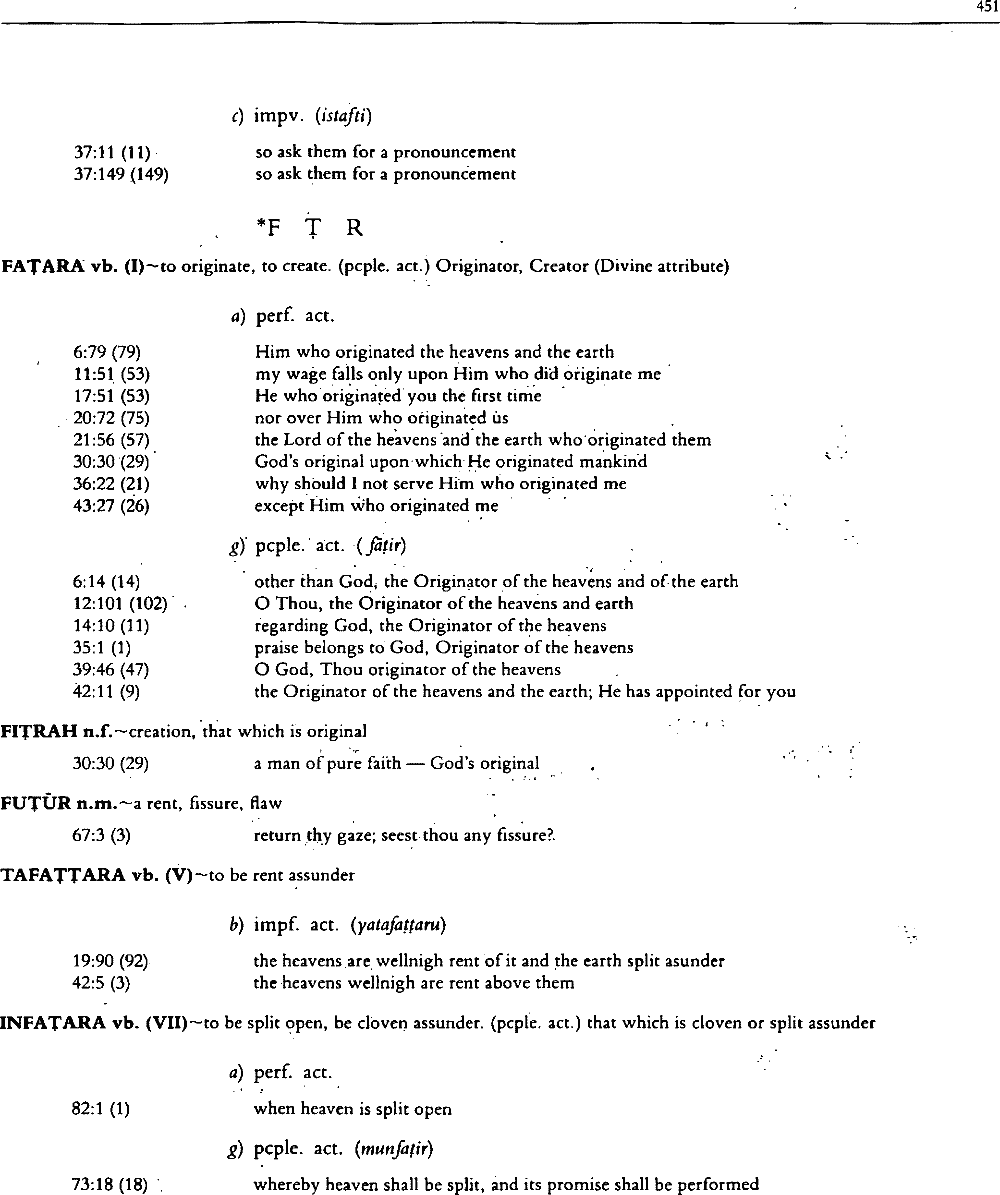 451
c) impv. (istafti)
37:11 (11) so ask them for a pronouncement
37:149 (149) so ask them for a pronouncement
*F Ṭ R
FAṬARA vb. (I)~to originate, to create. (pcple. act.) Originator, Creator (Divine attribute)
a) perf. act.
6:79 (79) Him who originated the heavens and the earth
11:51 (53) my wage falls only upon Him who did originate me
17:51 (53) He who originated you the first time
20:72 (75) nor over Him who originated us
21:56 (57) the Lord of the heavens and the earth who originated them
30:30 (29) God's original upon which He originated mankind
36:22 (21) why should I not serve Him who originated me
43:27 (26) except Him who originated me
g) pcple. act. (fāṭir)
6:14 (14) other than God, the Originator of the heavens and of the earth
12:101 (102) O Thou, the Originator of the heavens and earth
14:10 (11) regarding God, the Originator of the heavens
35:1 (1) praise belongs to God, Originator of the heavens
39:46 (47) O God, Thou originator of the heavens
42:11 (9) the Originator of the heavens and the earth; He has appointed for you
FIṬRAH n.f.~creation, that which is original
30:30 (29) a man of pure faith — God's original
FUṬŪR n.m.~a rent, fissure, flaw
67:3 (3) return thy gaze; seest thou any fissure?
TAFAṬṬARA vb. (V)~to be rent assunder
b) impf. act. (yatafaṭṭaru)
19:90 (92) the heavens are wellnigh rent of it and the earth split asunder
42:5 (3) the heavens wellnigh are rent above them
INFAṬARA vb. (VII)~to be split open, be cloven assunder. (pcple. act.) that which is cloven or split assunder
a) perf. act.
82:1 (1) when heaven is split open
g) pcple. act. (munfaṭir)
73:18 (18) whereby heaven shall be split, and its promise shall be performed